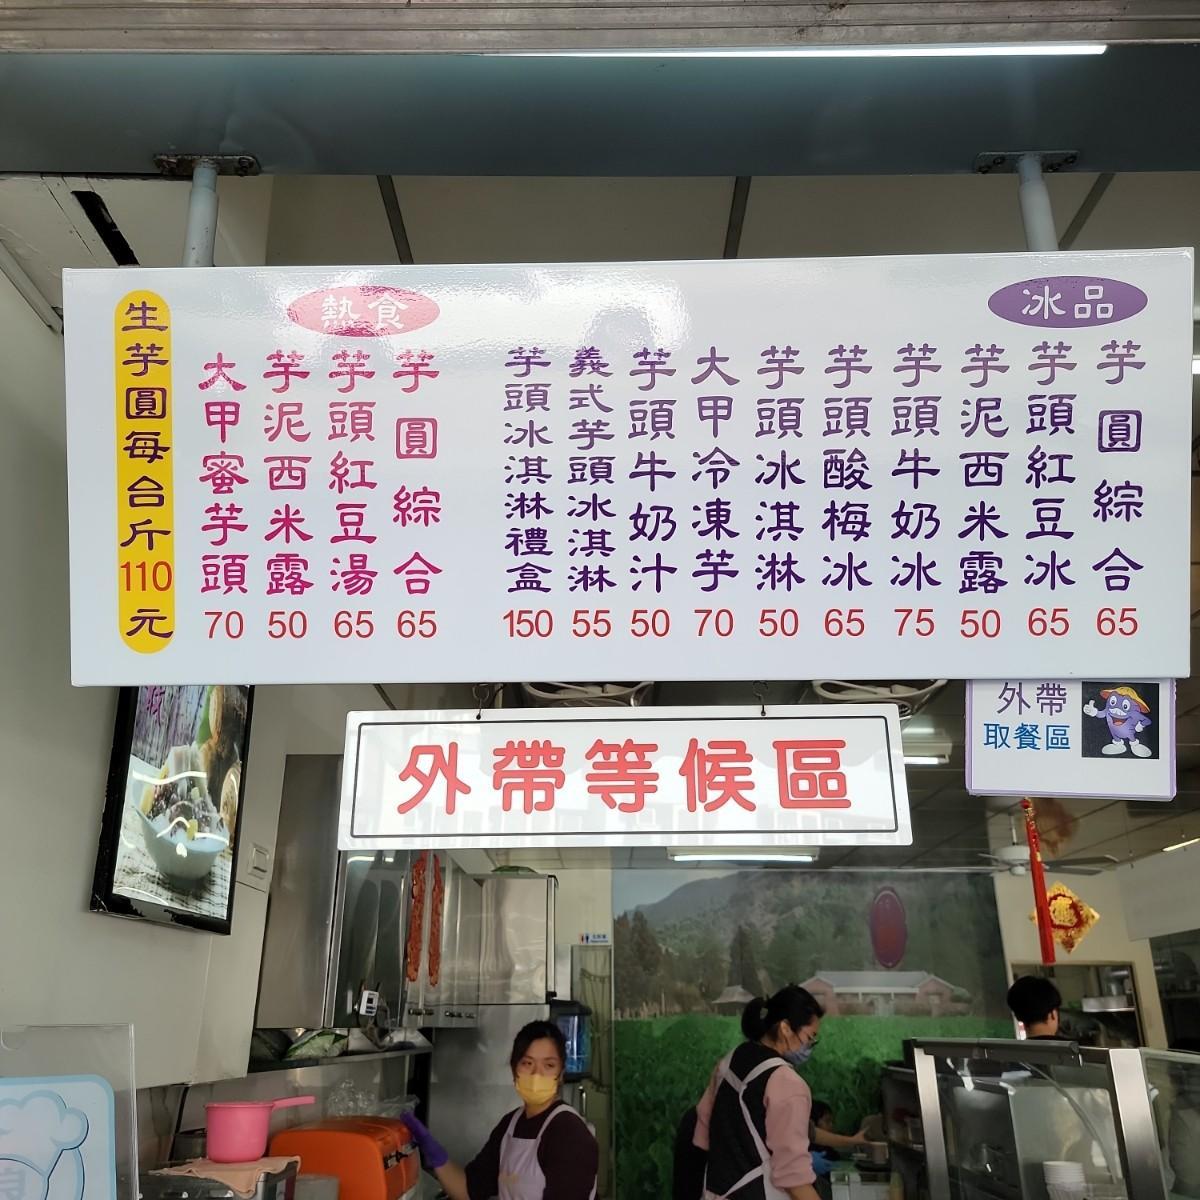 冰品
芋圓綜合 65
芋頭紅豆冰 65
芋泥西米露 50
芋頭牛奶冰 75
芋頭酸梅冰 65
芋頭冰淇淋 50
大甲冷凍芋 70
芋頭牛奶汁 50
義式芋頭冰淇淋 55
芋頭冰淇淋禮盒 150
熱食
芋圓綜合 65
芋頭紅豆湯 65
芋泥西米露 50
大甲蜜芋頭 70
生芋圓每台斤110元
外帶
取餐區
外帶等候區